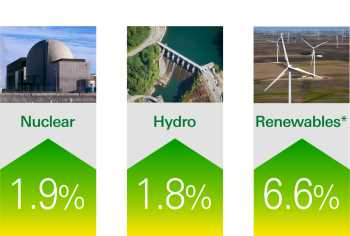 Nuclear
1.9%
Hydro
1.8%
Renewables*
6.6%